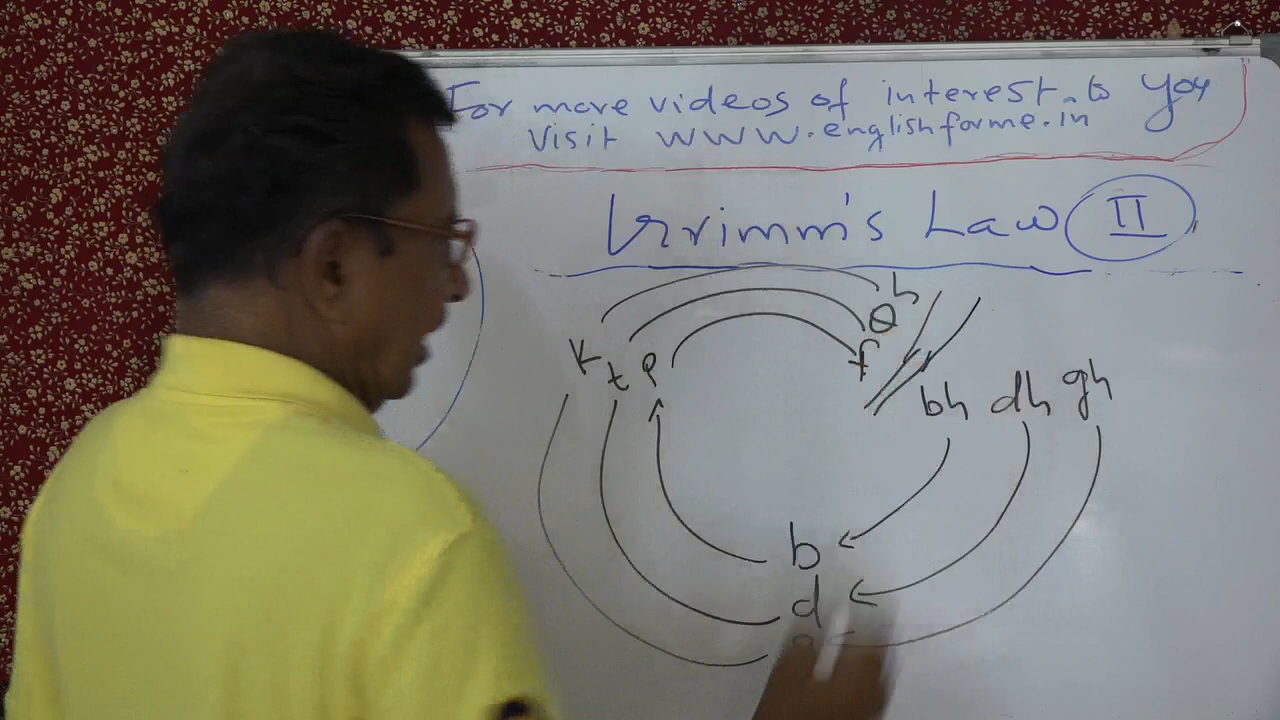 For more videos of interest to you
visit www.englishforme.in
Grimm's Law II
h
θ
k t p f
bh dh gh
b
d